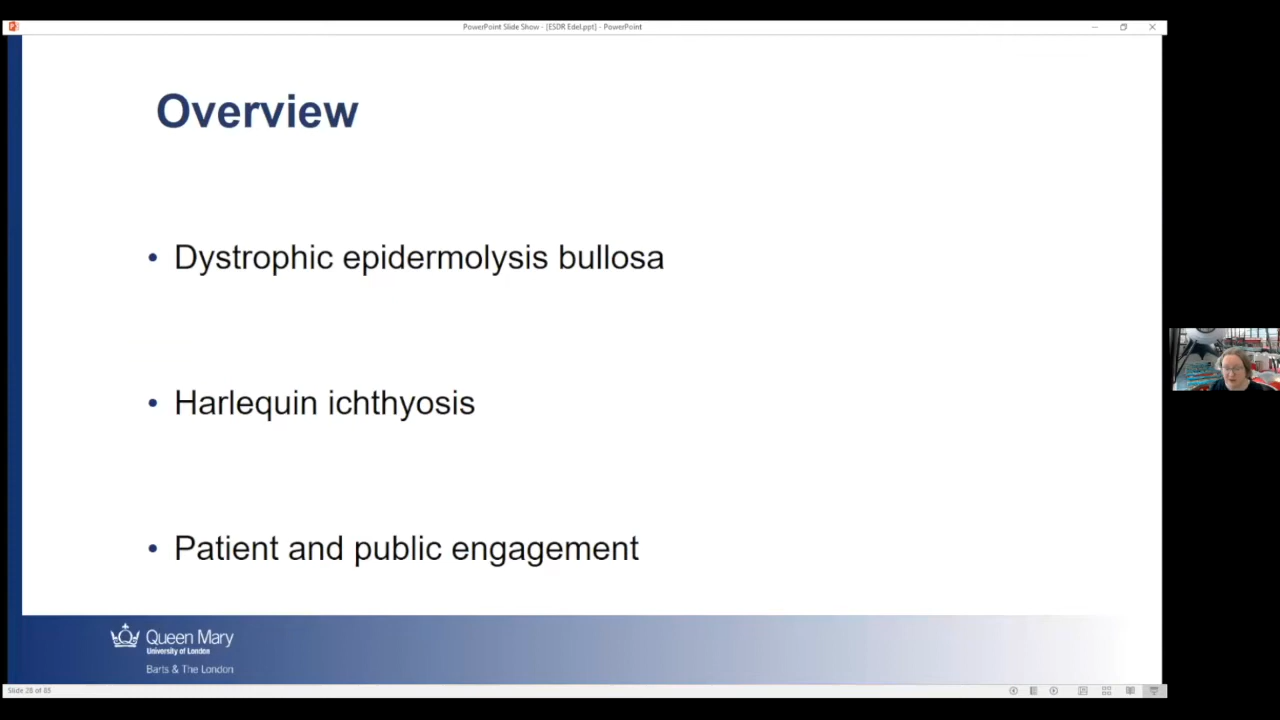 PowerPoint Slide Show - [ESDR Edel.ppt] - PowerPoint
Overview
• Dystrophic epidermolysis bullosa
• Harlequin ichthyosis
• Patient and public engagement
Queen Mary
University of London
Barts & The London
Slide 28 of 85